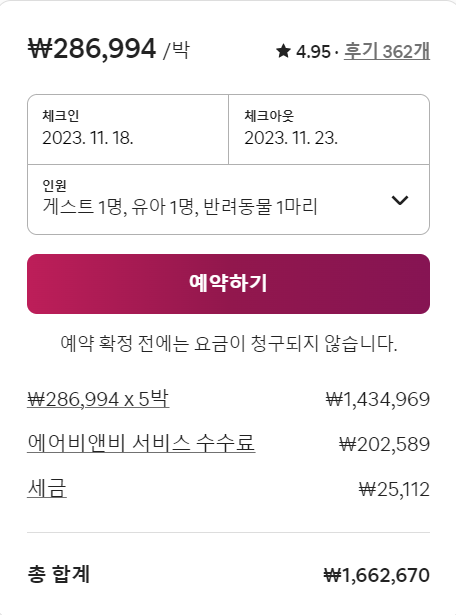 ₩286,994 /박 ★ 4.95 · 후기 362개
체크인 체크아웃
2023. 11. 18. 2023. 11. 23.
인원
게스트 1명, 유아 1명, 반려동물 1마리
예약하기
예약 확정 전에는 요금이 청구되지 않습니다.
₩286,994 x 5박 ₩1,434,969
에어비앤비 서비스 수수료 ₩202,589
세금 ₩25,112
총 합계 ₩1,662,670